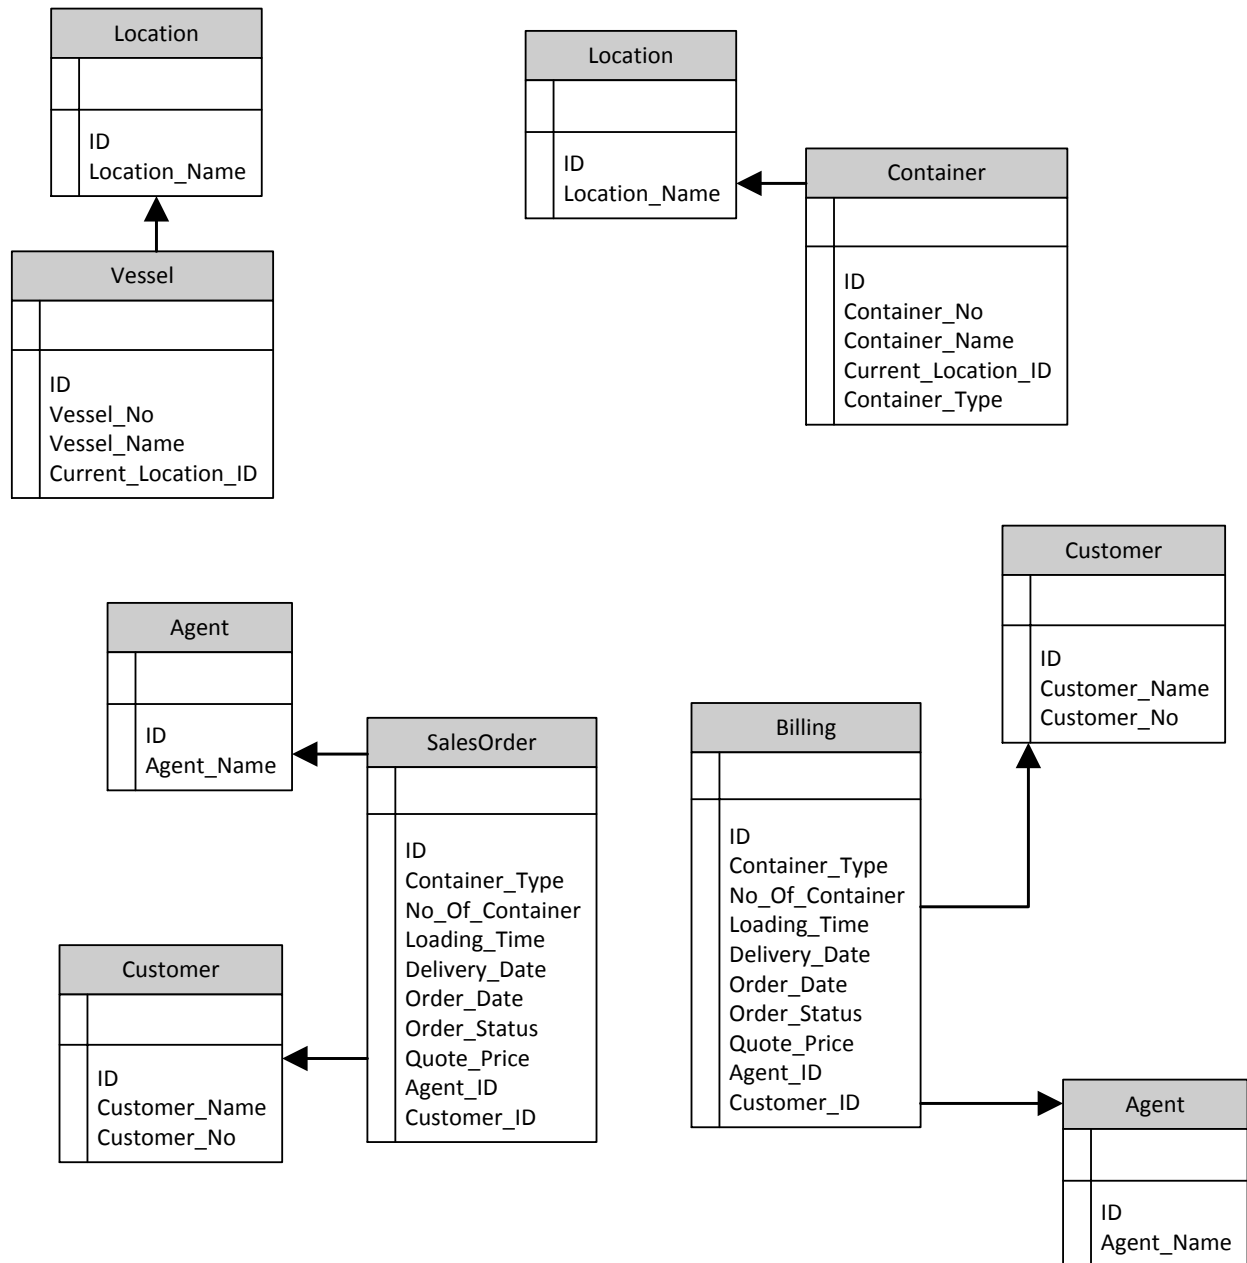 Location
ID
Location_Name
Vessel
ID
Vessel_No
Vessel_Name
Current_Location_ID
Location
ID
Location_Name
Container
ID
Container_No
Container_Name
Current_Location_ID
Container_Type
Agent
ID
Agent_Name
SalesOrder
ID
Container_Type
No_Of_Container
Loading_Time
Delivery_Date
Order_Date
Order_Status
Quote_Price
Agent_ID
Customer_ID
Customer
ID
Customer_Name
Customer_No
Customer
ID
Customer_Name
Customer_No
Billing
ID
Container_Type
No_Of_Container
Loading_Time
Delivery_Date
Order_Date
Order_Status
Quote_Price
Agent_ID
Customer_ID
Agent
ID
Agent_Name